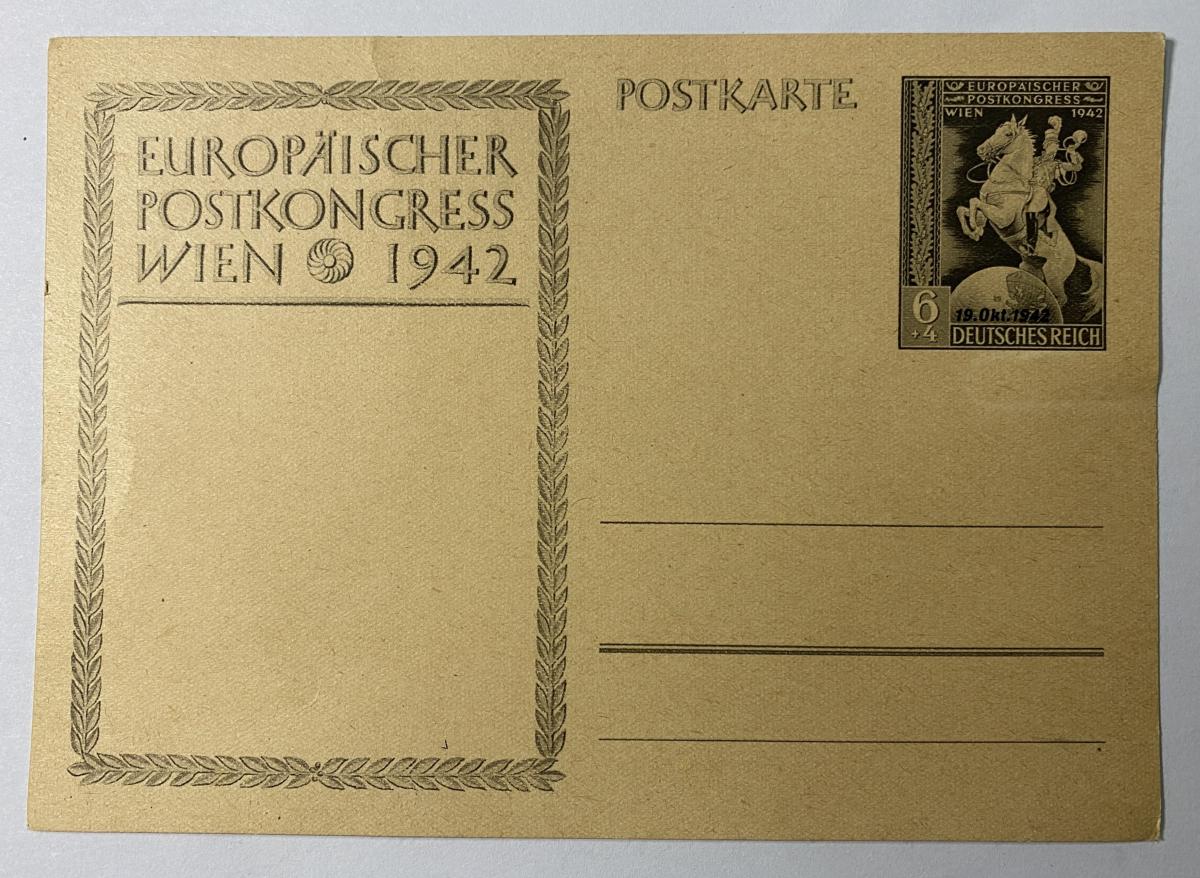 EUROPÄISCHER
POSTKONGRESS
WIEN 1942
POSTKARTE
EUROPÄISCHER
POSTKONGRESS
WIEN 1942
6
+4
19.Okt.1942
DEUTSCHES REICH